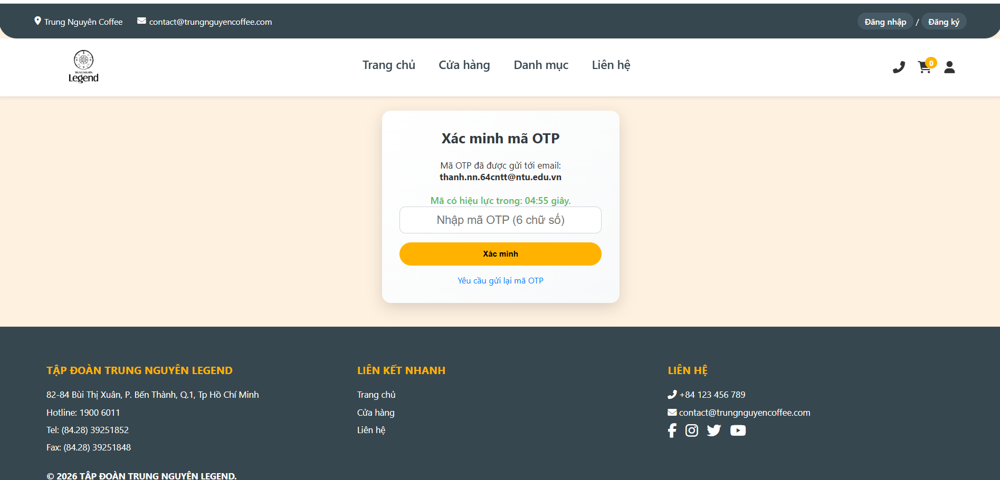 Trung Nguyên Coffee contact@trungnguyencoffee.com Đăng nhập / Đăng ký
TRUNG NGUYÊN
Legend
Trang chủ Cửa hàng Danh mục Liên hệ
0
Xác minh mã OTP
Mã OTP đã được gửi tới email:
thanh.nn.64cntt@ntu.edu.vn
Mã có hiệu lực trong: 04:55 giây.
Nhập mã OTP (6 chữ số)
Xác minh
Yêu cầu gửi lại mã OTP
TẬP ĐOÀN TRUNG NGUYÊN LEGEND
82-84 Bùi Thị Xuân, P. Bến Thành, Q.1, Tp Hồ Chí Minh
Hotline: 1900 6011
Tel: (84.28) 39251852
Fax: (84.28) 39251848
© 2026 TẬP ĐOÀN TRUNG NGUYÊN LEGEND.
LIÊN KẾT NHANH
Trang chủ
Cửa hàng
Liên hệ
LIÊN HỆ
+84 123 456 789
contact@trungnguyencoffee.com